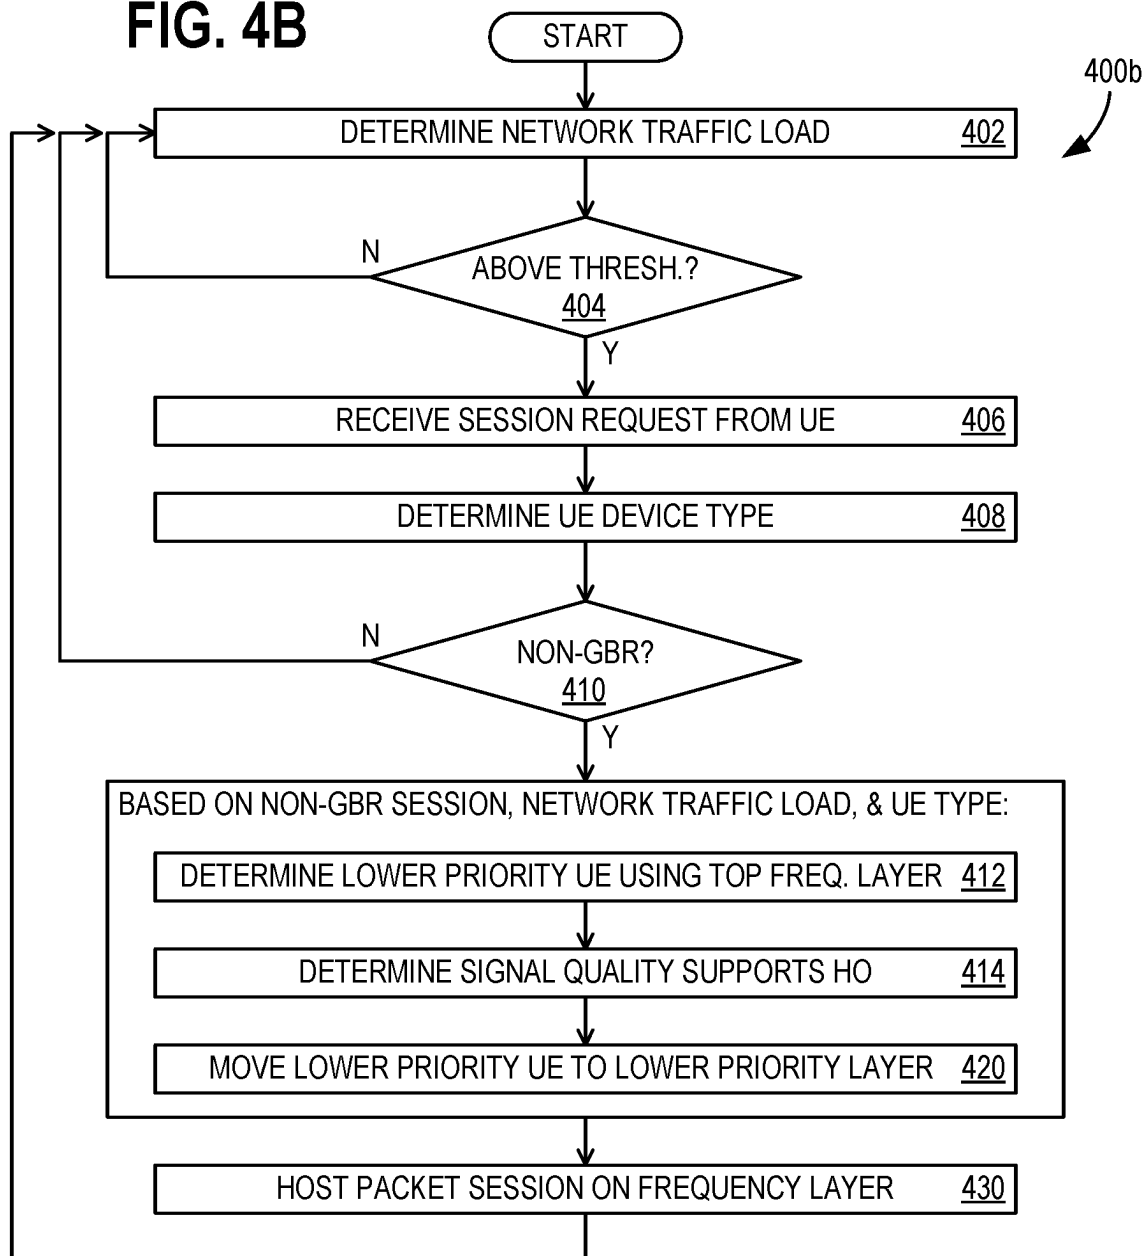 FIG. 4B
START
400b
DETERMINE NETWORK TRAFFIC LOAD 402
N
ABOVE THRESH.?
404
Y
RECEIVE SESSION REQUEST FROM UE 406
DETERMINE UE DEVICE TYPE 408
N
NON-GBR?
410
Y
BASED ON NON-GBR SESSION, NETWORK TRAFFIC LOAD, & UE TYPE:
DETERMINE LOWER PRIORITY UE USING TOP FREQ. LAYER 412
DETERMINE SIGNAL QUALITY SUPPORTS HO 414
MOVE LOWER PRIORITY UE TO LOWER PRIORITY LAYER 420
HOST PACKET SESSION ON FREQUENCY LAYER 430